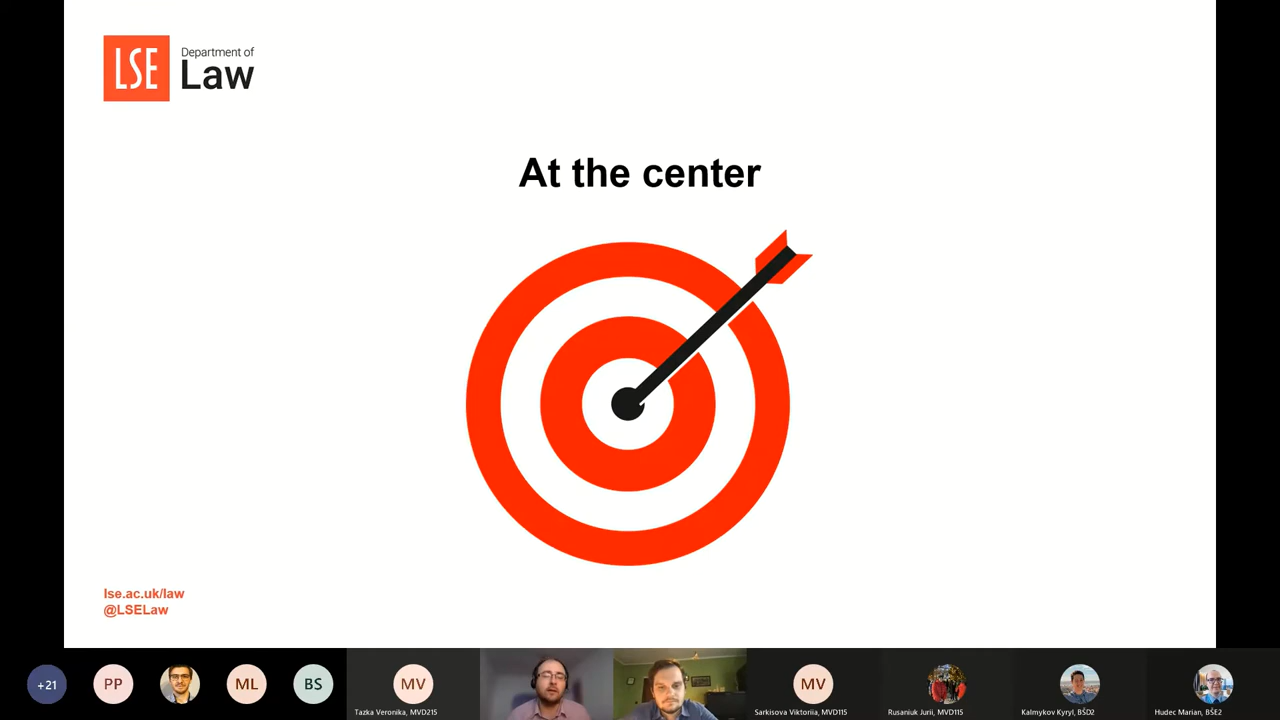 LSE
Department of
Law
At the center
lse.ac.uk/law
@LSELaw
+21
PP
ML
BS
MV
Tazka Veronika, MVD215
MV
Sarkisova Viktoriia, MVD115
Rusaniuk Jurii, MVD115
Kalmykov Kyryl, BŠD2
Hudec Marian, BŠE2